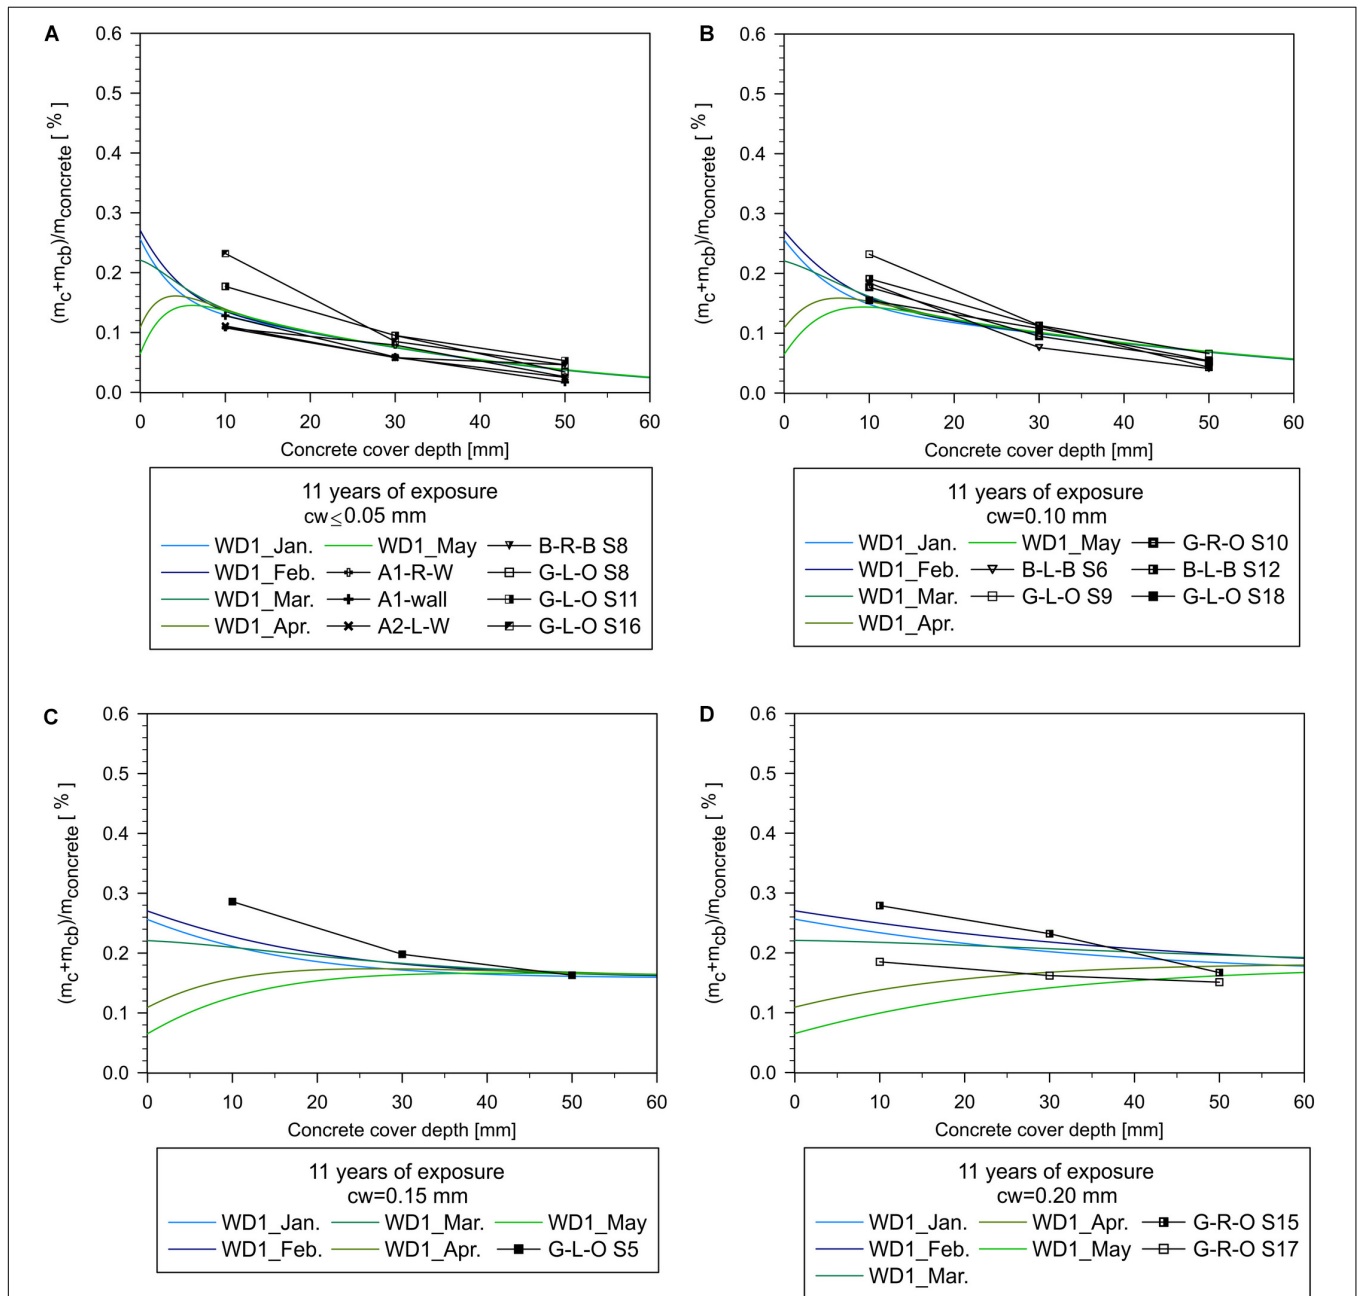 A
0.6
0.5
0.4
0.3
0.2
0.1
0.0
(mc+mcb)/mconcrete [ % ]
0 10 20 30 40 50 60
Concrete cover depth [mm]
11 years of exposure
cw≤0.05 mm
WD1_Jan. WD1_May B-R-B S8
WD1_Feb. A1-R-W G-L-O S8
WD1_Mar. A1-wall G-L-O S11
WD1_Apr. A2-L-W G-L-O S16
B
0.6
0.5
0.4
0.3
0.2
0.1
0.0
(mc+mcb)/mconcrete [ % ]
0 10 20 30 40 50 60
Concrete cover depth [mm]
11 years of exposure
cw=0.10 mm
WD1_Jan. WD1_May G-R-O S10
WD1_Feb. B-L-B S6 B-L-B S12
WD1_Mar. G-L-O S9 G-L-O S18
WD1_Apr.
C
0.6
0.5
0.4
0.3
0.2
0.1
0.0
(mc+mcb)/mconcrete [ % ]
0 10 20 30 40 50 60
Concrete cover depth [mm]
11 years of exposure
cw=0.15 mm
WD1_Jan. WD1_Mar. WD1_May
WD1_Feb. WD1_Apr. G-L-O S5
D
0.6
0.5
0.4
0.3
0.2
0.1
0.0
(mc+mcb)/mconcrete [ % ]
0 10 20 30 40 50 60
Concrete cover depth [mm]
11 years of exposure
cw=0.20 mm
WD1_Jan. WD1_Apr. G-R-O S15
WD1_Feb. WD1_May G-R-O S17
WD1_Mar.